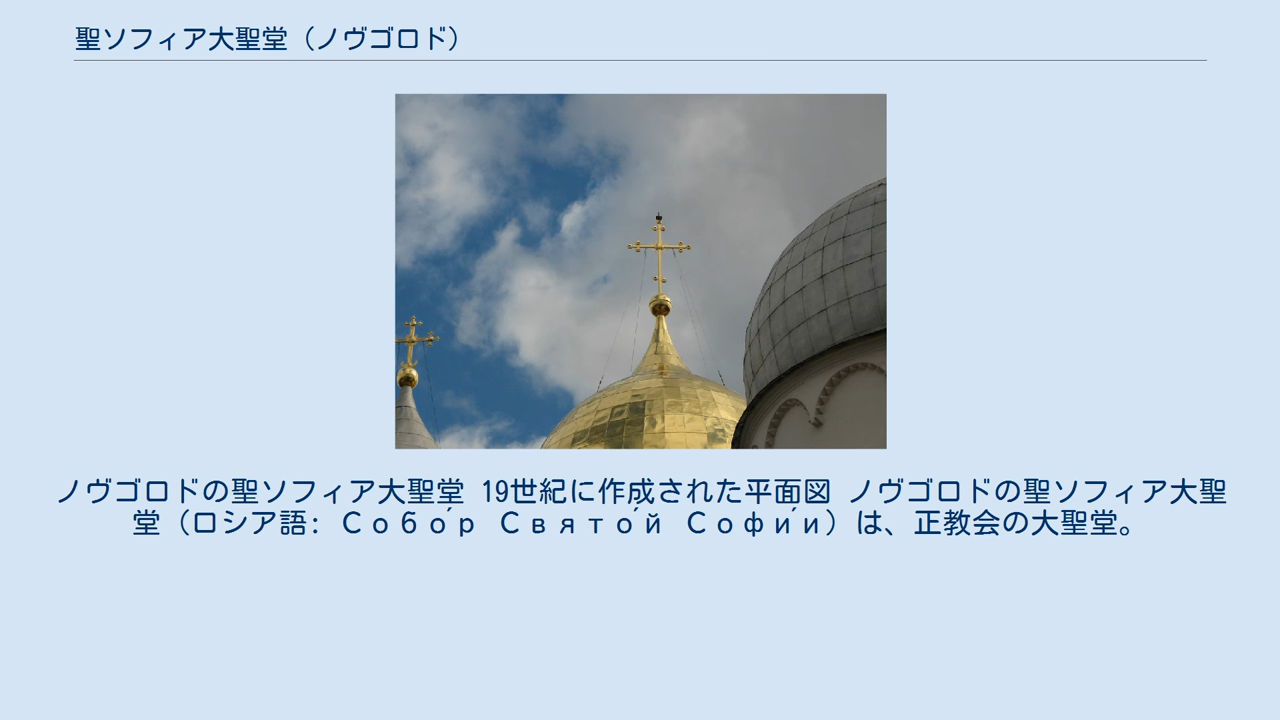 聖ソフィア大聖堂（ノヴゴロド）
ノヴゴロドの聖ソフィア大聖堂 19世紀に作成された平面図 ノヴゴロドの聖ソフィア大聖
堂（ロシア語: Собо́р Свято́й Софи́и）は、正教会の大聖堂。